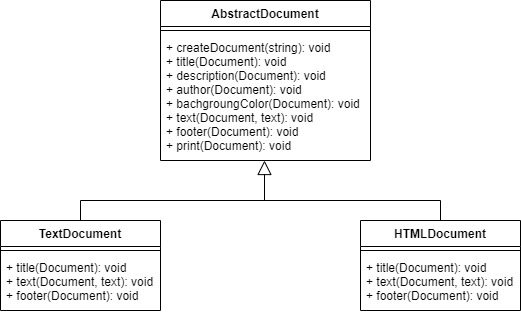 AbstractDocument
+ createDocument(string): void
+ title(Document): void
+ description(Document): void
+ author(Document): void
+ bachgroungColor(Document): void
+ text(Document, text): void
+ footer(Document): void
+ print(Document): void
TextDocument
+ title(Document): void
+ text(Document, text): void
+ footer(Document): void
HTMLDocument
+ title(Document): void
+ text(Document, text): void
+ footer(Document): void